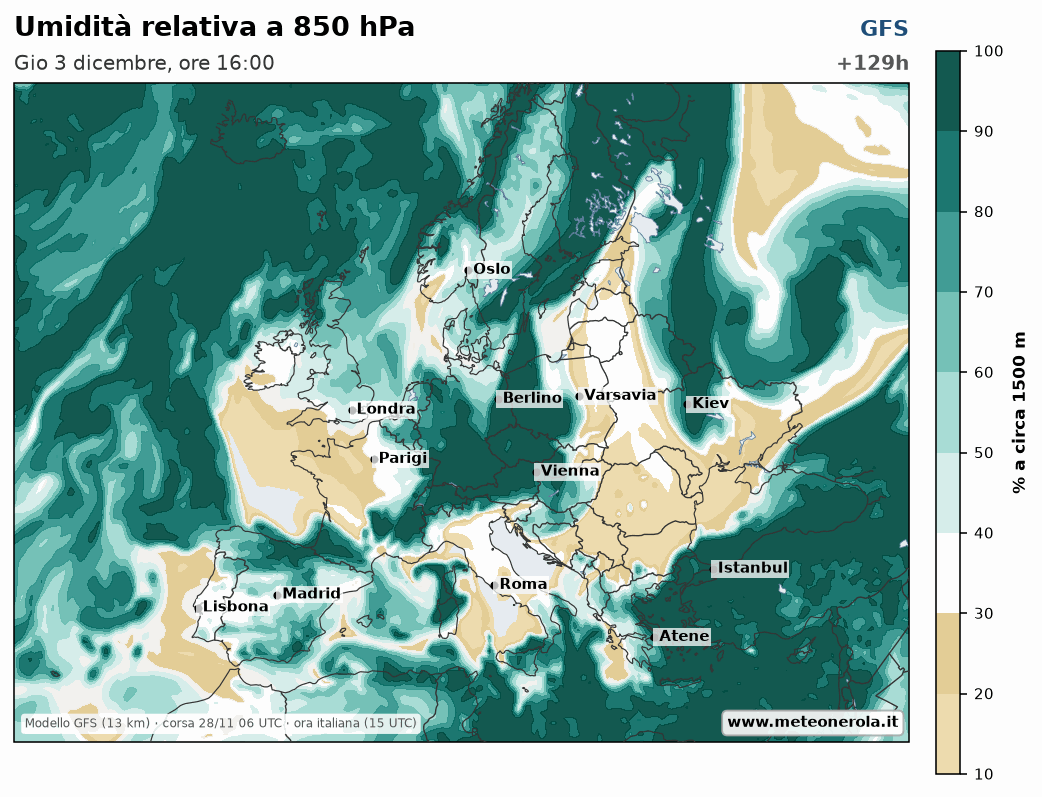 Umidità relativa a 850 hPa
GFS
Gio 3 dicembre, ore 16:00
+129h
100
90
80
70
60
50
40
30
20
10
% a circa 1500 m
Oslo
Londra
Berlino
Varsavia
Kiev
Parigi
Vienna
Istanbul
Roma
Madrid
Lisbona
Atene
Modello GFS (13 km) · corsa 28/11 06 UTC · ora italiana (15 UTC)
www.meteonerola.it